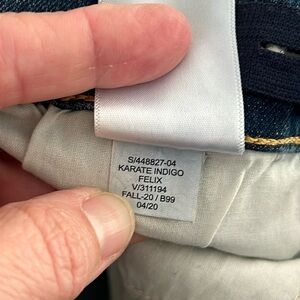 S/448827-04
KARATE INDIGO
FELIX
V/311194
FALL-20 / B99
04/20